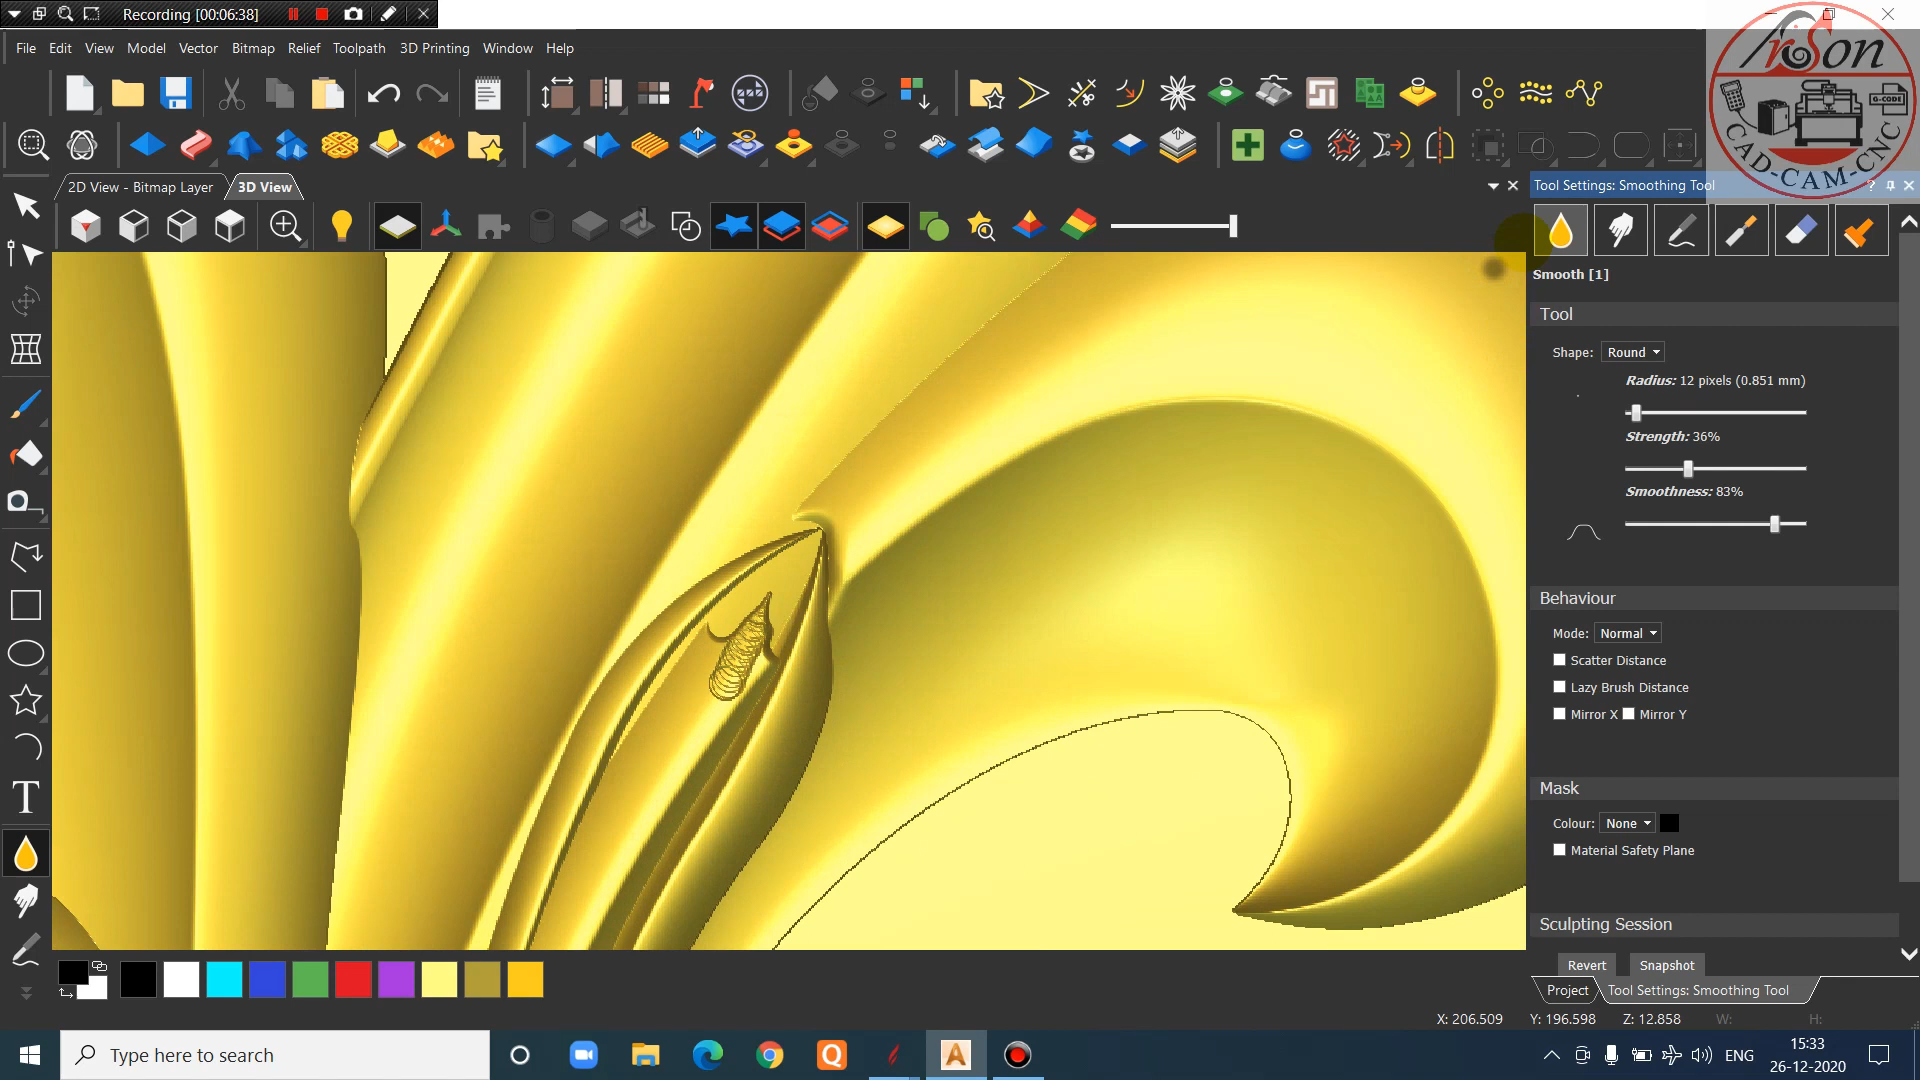 Recording [00:06:38]
File Edit View Model Vector Bitmap Relief Toolpath 3D Printing Window Help
ArtSon
G-CODE
CAD-CAM-CNC
2D View - Bitmap Layer 3D View
Tool Settings: Smoothing Tool
Smooth [1]
Tool
Shape: Round
Radius: 12 pixels (0.851 mm)
Strength: 36%
Smoothness: 83%
Behaviour
Mode: Normal
Scatter Distance
Lazy Brush Distance
Mirror X Mirror Y
Mask
Colour: None
Material Safety Plane
Sculpting Session
Revert Snapshot
Project Tool Settings: Smoothing Tool
X: 206.509 Y: 196.598 Z: 12.858 W: H:
Type here to search
ENG
15:33
26-12-2020